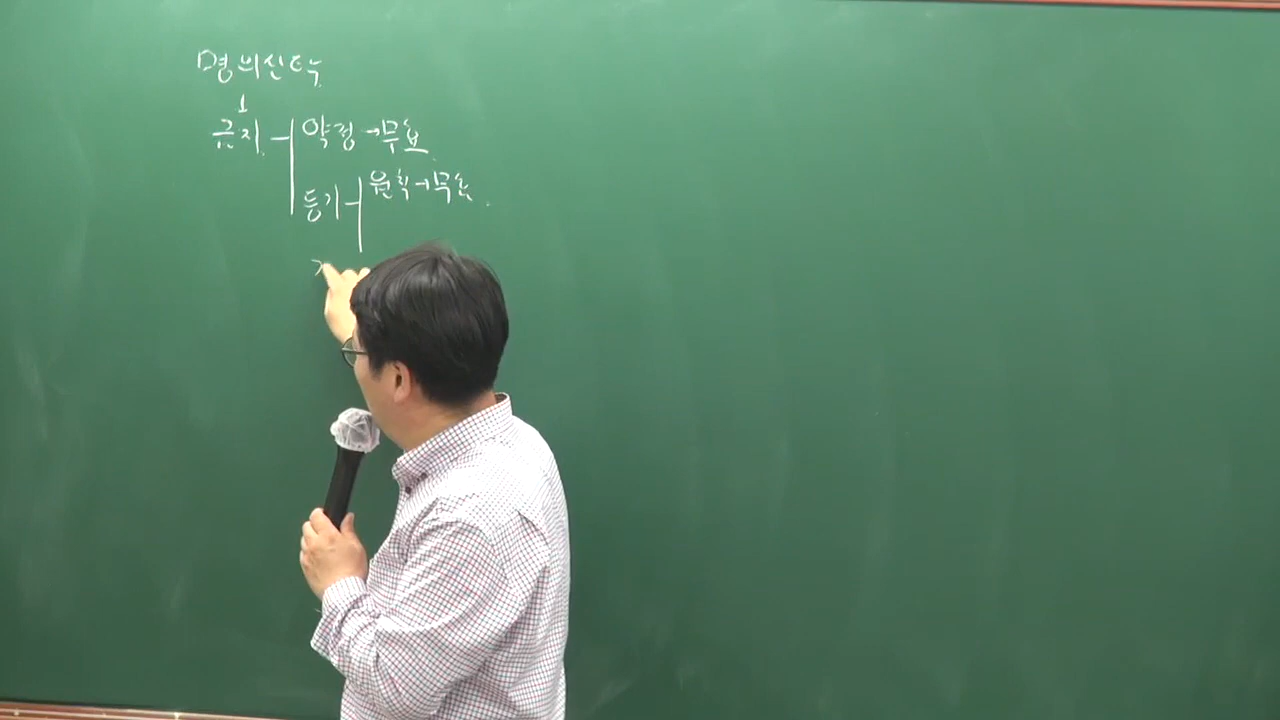 명의신탁
↓
금지 약정 → 무효
등기 원칙 → 무효